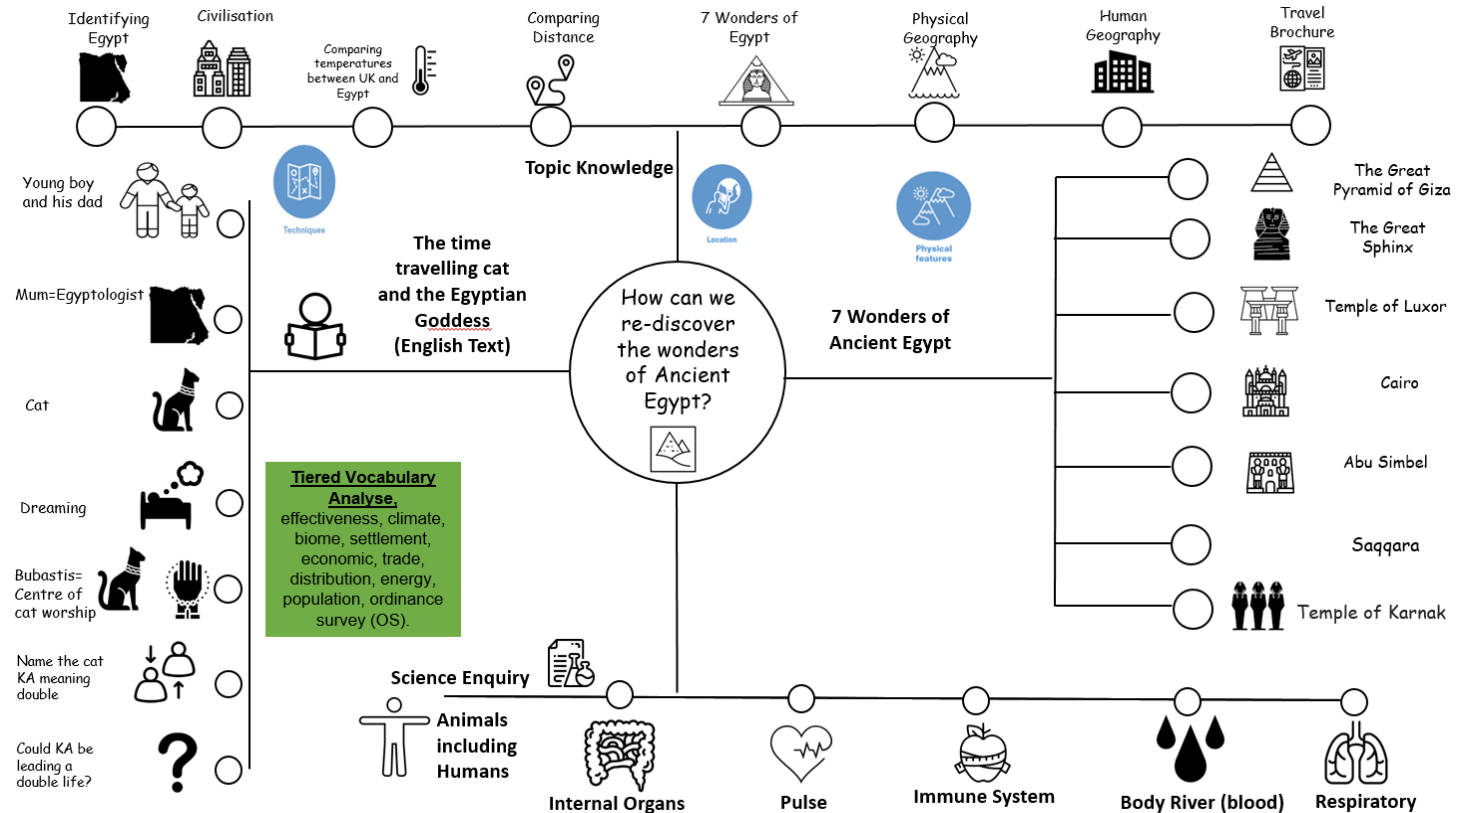 Identifying
Egypt
Civilisation
Comparing
temperatures
between UK and
Egypt
Comparing
Distance
7 Wonders of
Egypt
Physical
Geography
Human
Geography
Travel
Brochure
Topic Knowledge
Techniques
Location
Physical
features
Young boy
and his dad
Mum=Egyptologist
Cat
Dreaming
Bubastis=
Centre of
cat worship
Name the cat
KA meaning
double
Could KA be
leading a
double life?
The time
travelling cat
and the Egyptian
Goddess
(English Text)
How can we
re-discover
the wonders
of Ancient
Egypt?
7 Wonders of
Ancient Egypt
The Great
Pyramid of Giza
The Great
Sphinx
Temple of Luxor
Cairo
Abu Simbel
Saqqara
Temple of Karnak
Tiered Vocabulary
Analyse,
effectiveness, climate,
biome, settlement,
economic, trade,
distribution, energy,
population, ordinance
survey (OS).
Science Enquiry
Animals
including
Humans
Internal Organs
Pulse
Immune System
Body River (blood)
Respiratory